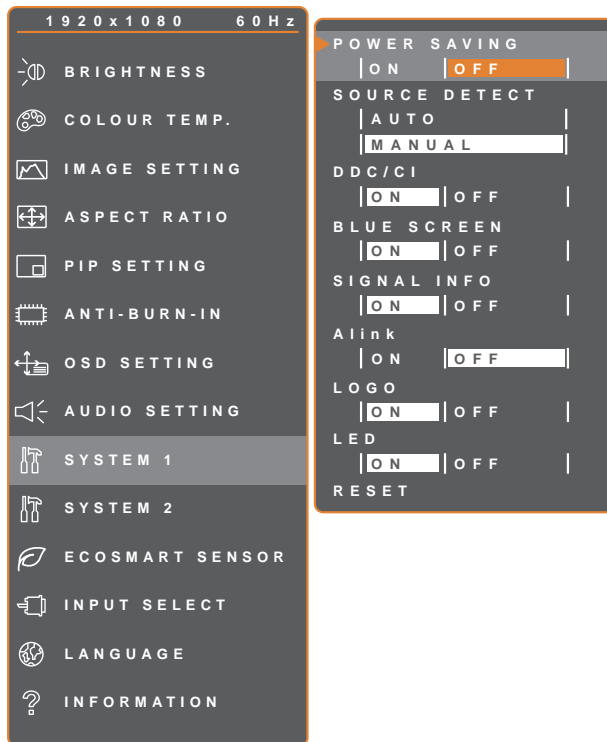 1920x1080 60Hz
BRIGHTNESS
COLOUR TEMP.
IMAGE SETTING
ASPECT RATIO
PIP SETTING
ANTI-BURN-IN
OSD SETTING
AUDIO SETTING
SYSTEM 1
SYSTEM 2
ECOSMART SENSOR
INPUT SELECT
LANGUAGE
INFORMATION
POWER SAVING
ON OFF
SOURCE DETECT
AUTO
MANUAL
DDC/CI
ON OFF
BLUE SCREEN
ON OFF
SIGNAL INFO
ON OFF
Alink
ON OFF
LOGO
ON OFF
LED
ON OFF
RESET